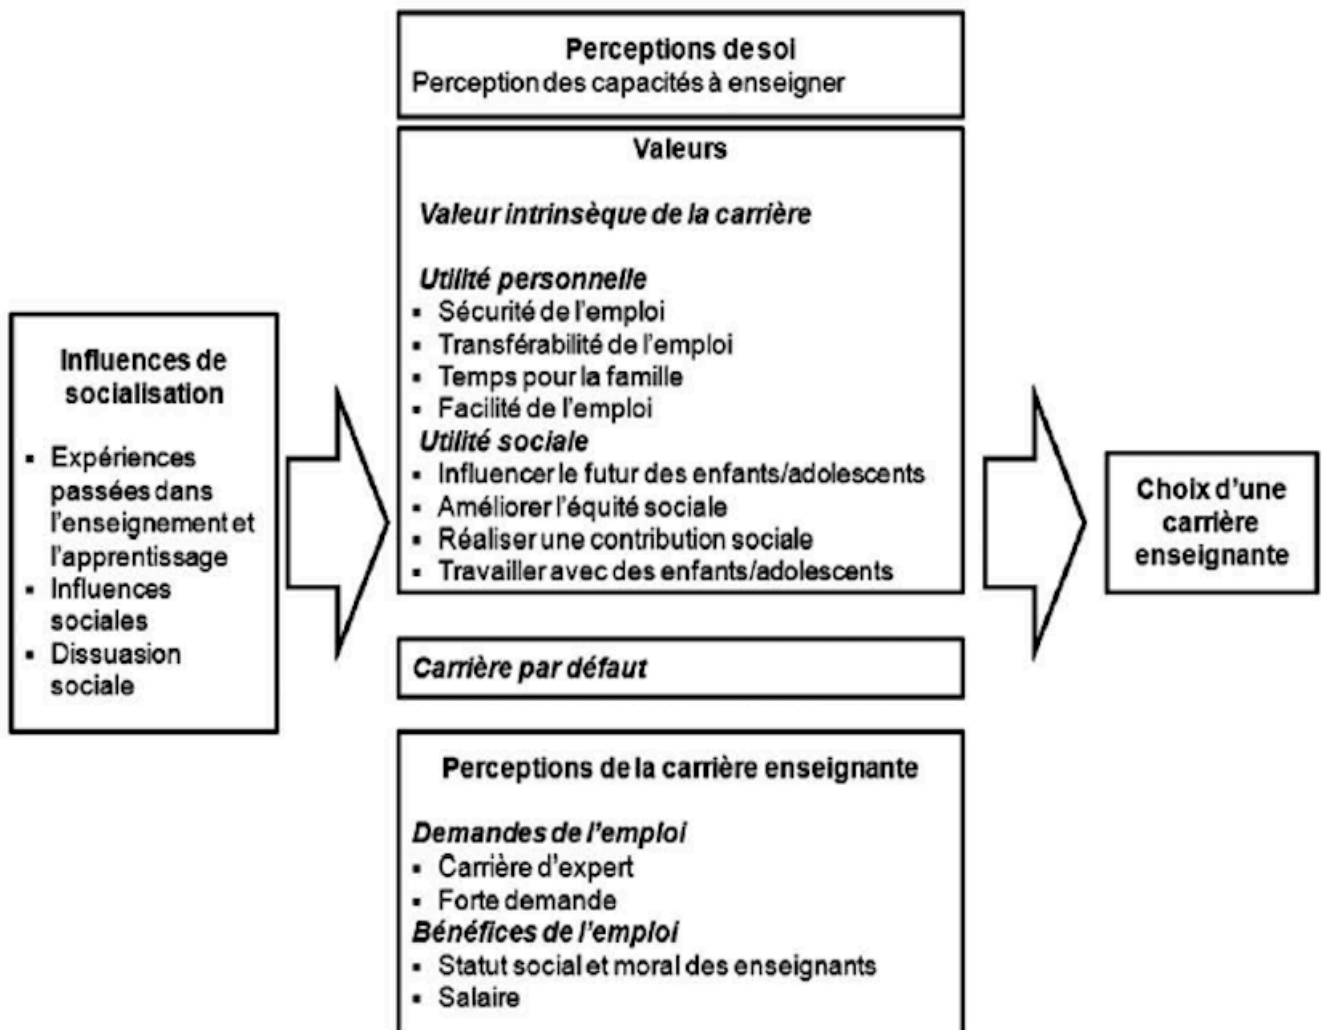 Perceptions de soi
Perception des capacités à enseigner
Valeurs
Valeur intrinsèque de la carrière
Utilité personnelle
▪ Sécurité de l'emploi
▪ Transférabilité de l'emploi
▪ Temps pour la famille
▪ Facilité de l'emploi
Utilité sociale
▪ Influencer le futur des enfants/adolescents
▪ Améliorer l'équité sociale
▪ Réaliser une contribution sociale
▪ Travailler avec des enfants/adolescents
Influences de
socialisation
▪ Expériences
passées dans
l'enseignement et
l'apprentissage
▪ Influences
sociales
▪ Dissuasion
sociale
Carrière par défaut
Perceptions de la carrière enseignante
Demandes de l'emploi
▪ Carrière d'expert
▪ Forte demande
Bénéfices de l'emploi
▪ Statut social et moral des enseignants
▪ Salaire
Choix d'une
carrière
enseignante